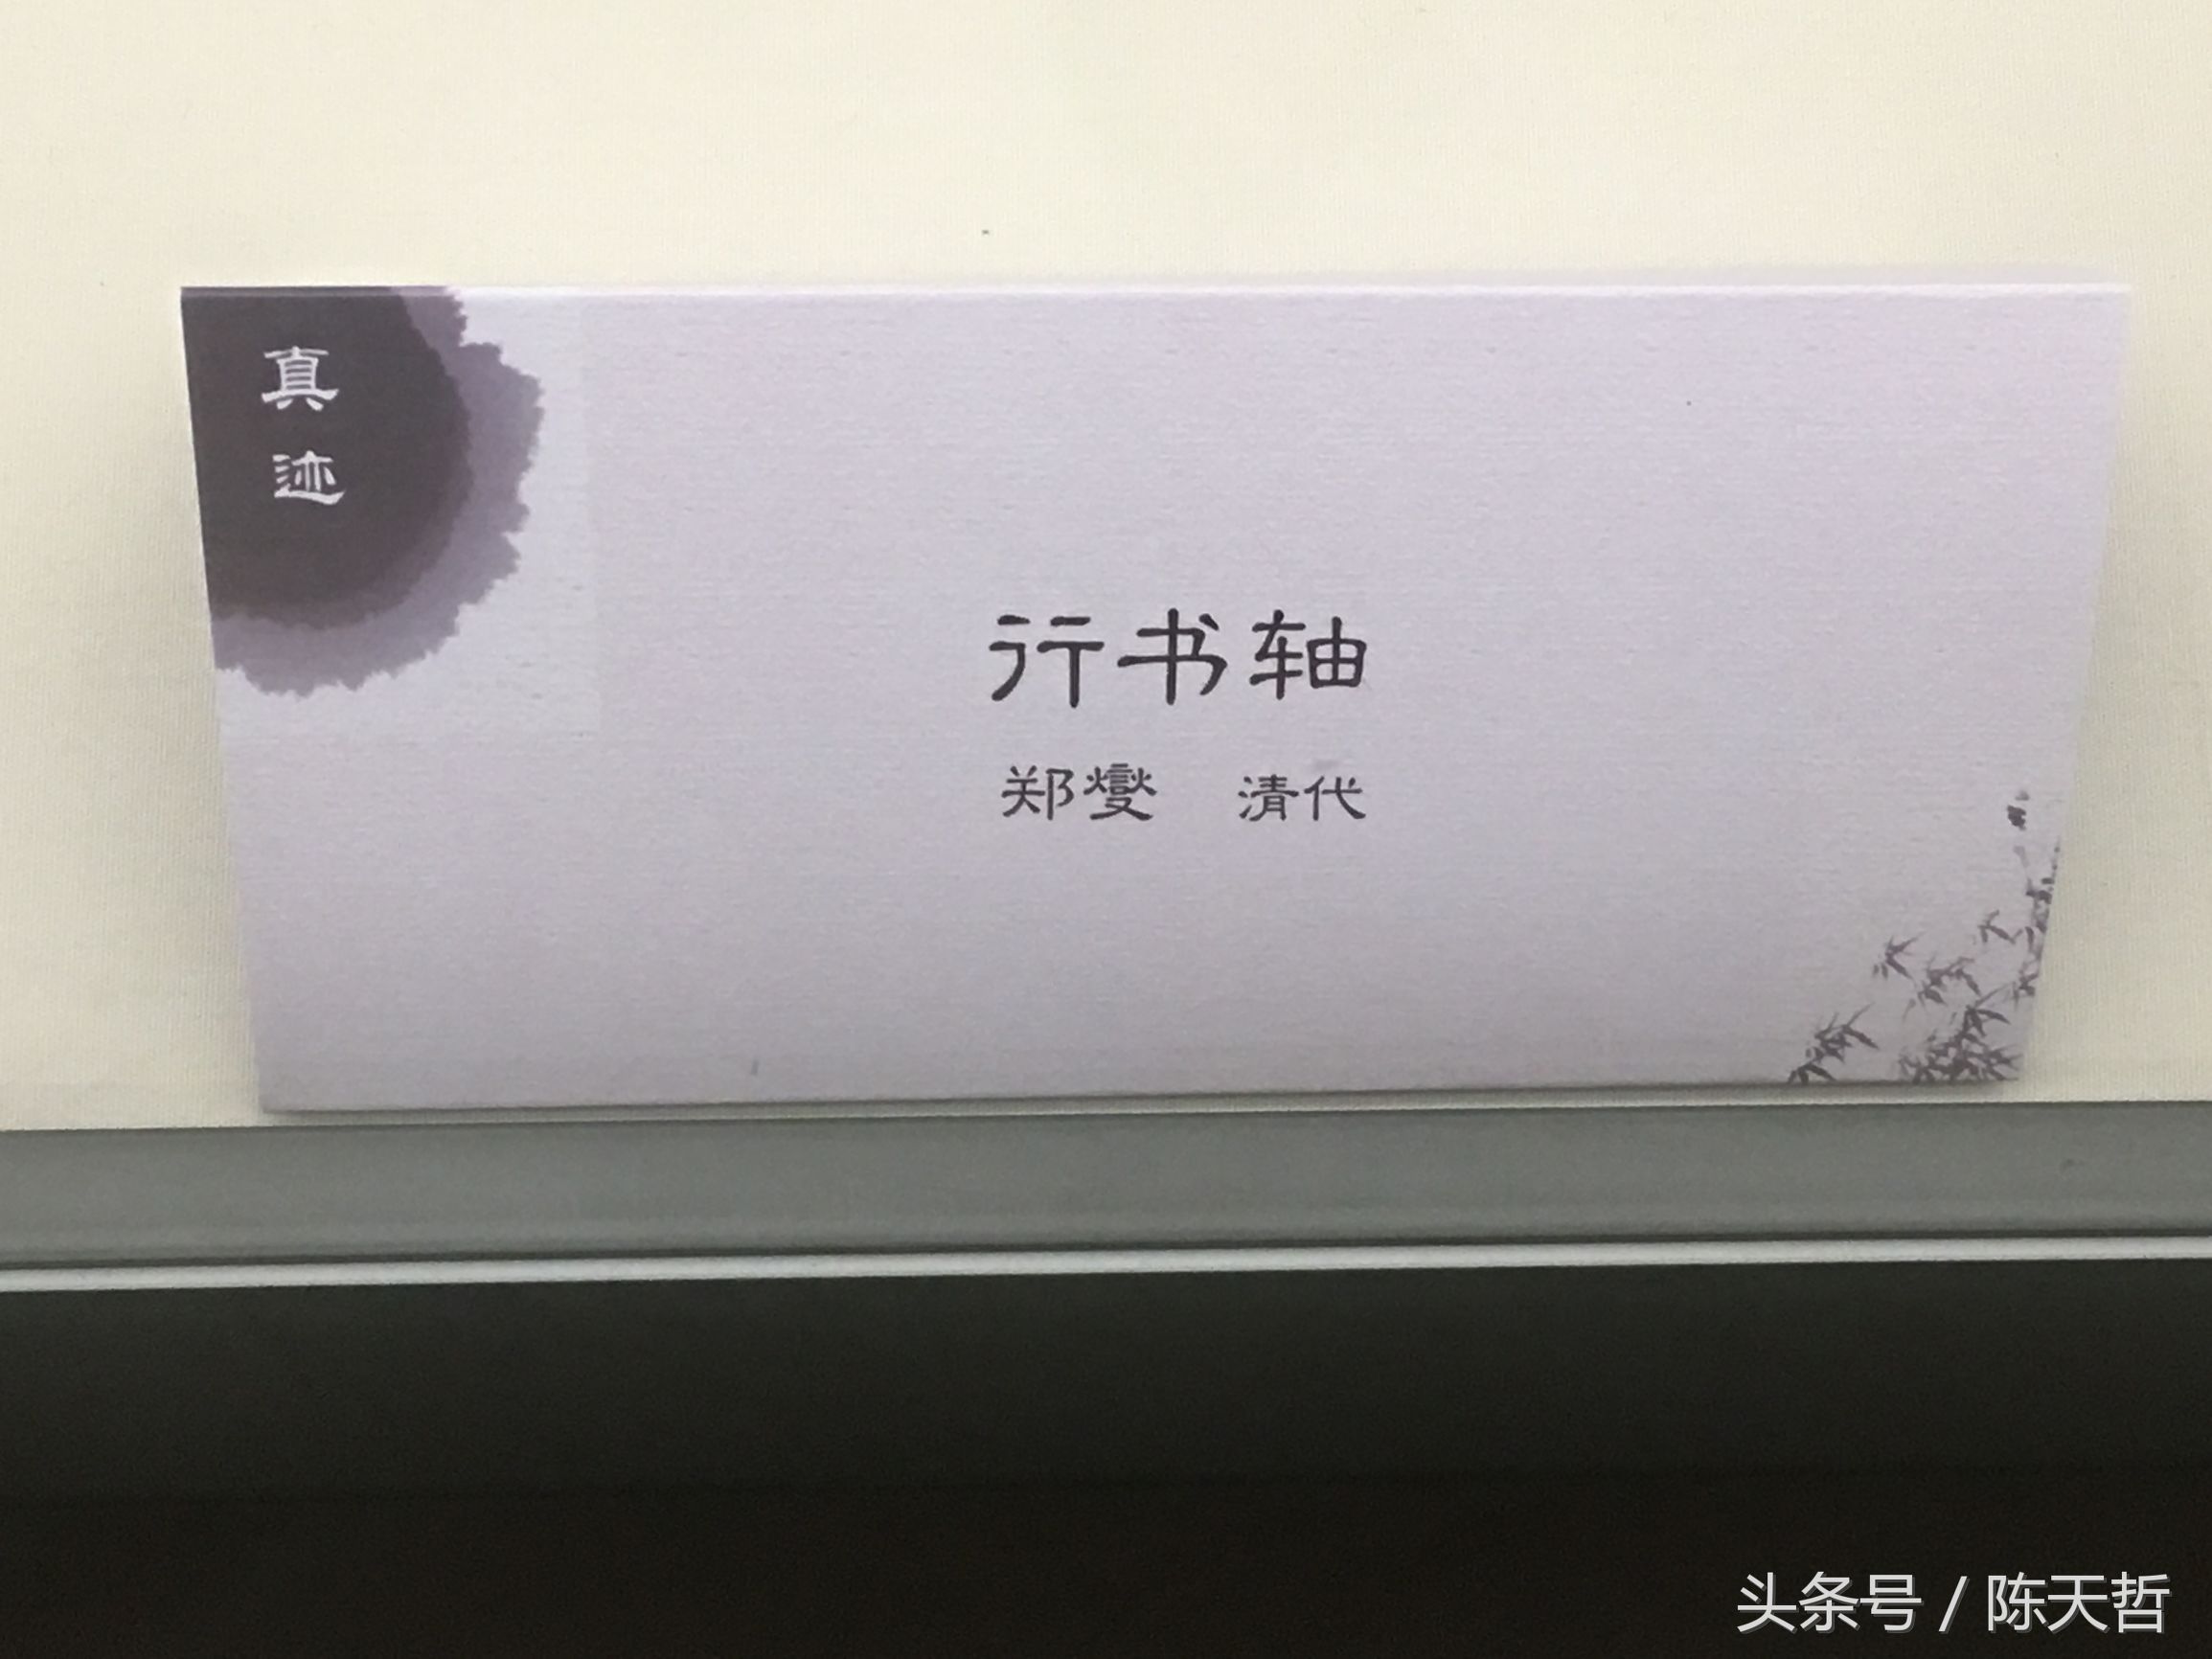 真迹
行书轴
郑燮 清代
头条号 / 陈天哲